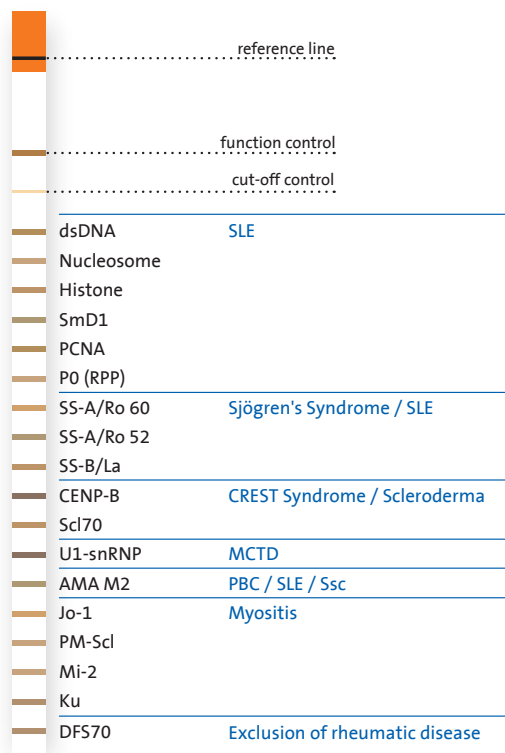 reference line
function control
cut-off control
dsDNA SLE
Nucleosome
Histone
SmD1
PCNA
P0 (RPP)
SS-A/Ro 60 Sjögren's Syndrome / SLE
SS-A/Ro 52
SS-B/La
CENP-B CREST Syndrome / Scleroderma
Scl70
U1-snRNP MCTD
AMA M2 PBC / SLE / Ssc
Jo-1 Myositis
PM-Scl
Mi-2
Ku
DFS70 Exclusion of rheumatic disease